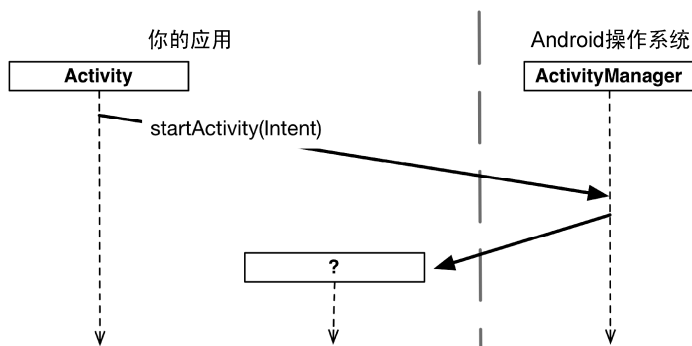 你的应用
Android操作系统
Activity
ActivityManager
startActivity(Intent)
?